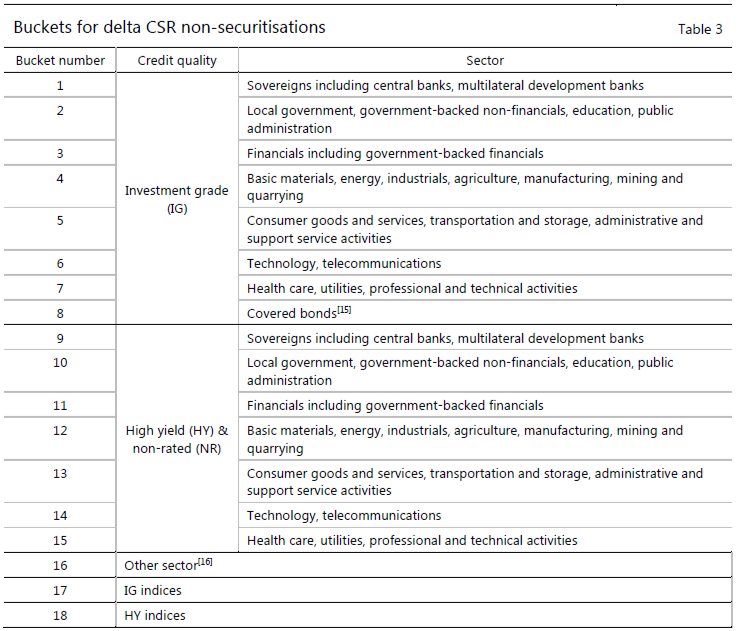 Buckets for delta CSR non-securitisations
Table 3
Bucket number Credit quality Sector
1 Sovereigns including central banks, multilateral development banks
2 Local government, government-backed non-financials, education, public
administration
3 Financials including government-backed financials
4 Basic materials, energy, industrials, agriculture, manufacturing, mining and
quarrying
Investment grade
(IG)
5 Consumer goods and services, transportation and storage, administrative and
support service activities
6 Technology, telecommunications
7 Health care, utilities, professional and technical activities
8 Covered bonds[15]
9 Sovereigns including central banks, multilateral development banks
10 Local government, government-backed non-financials, education, public
administration
11 Financials including government-backed financials
12 Basic materials, energy, industrials, agriculture, manufacturing, mining and
quarrying
High yield (HY) &
non-rated (NR)
13 Consumer goods and services, transportation and storage, administrative and
support service activities
14 Technology, telecommunications
15 Health care, utilities, professional and technical activities
16 Other sector[16]
17 IG indices
18 HY indices